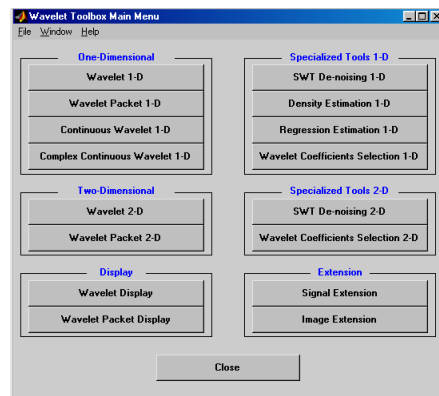 Wavelet Toolbox Main Menu
File Window Help
One-Dimensional
Wavelet 1-D
Wavelet Packet 1-D
Continuous Wavelet 1-D
Complex Continuous Wavelet 1-D
Specialized Tools 1-D
SWT De-noising 1-D
Density Estimation 1-D
Regression Estimation 1-D
Wavelet Coefficients Selection 1-D
Two-Dimensional
Wavelet 2-D
Wavelet Packet 2-D
Specialized Tools 2-D
SWT De-noising 2-D
Wavelet Coefficients Selection 2-D
Display
Wavelet Display
Wavelet Packet Display
Extension
Signal Extension
Image Extension
Close